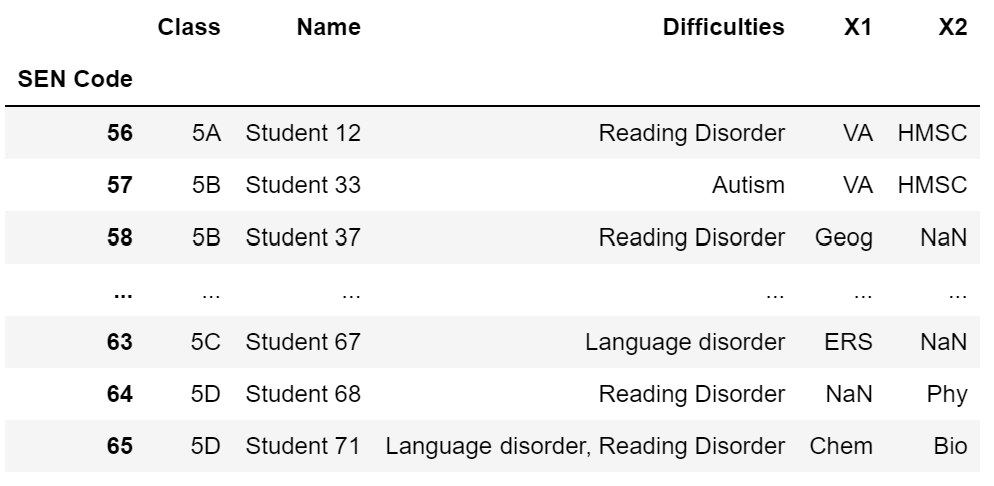 Class Name Difficulties X1 X2
SEN Code
56 5A Student 12 Reading Disorder VA HMSC
57 5B Student 33 Autism VA HMSC
58 5B Student 37 Reading Disorder Geog NaN
... ... ... ... ... ...
63 5C Student 67 Language disorder ERS NaN
64 5D Student 68 Reading Disorder NaN Phy
65 5D Student 71 Language disorder, Reading Disorder Chem Bio